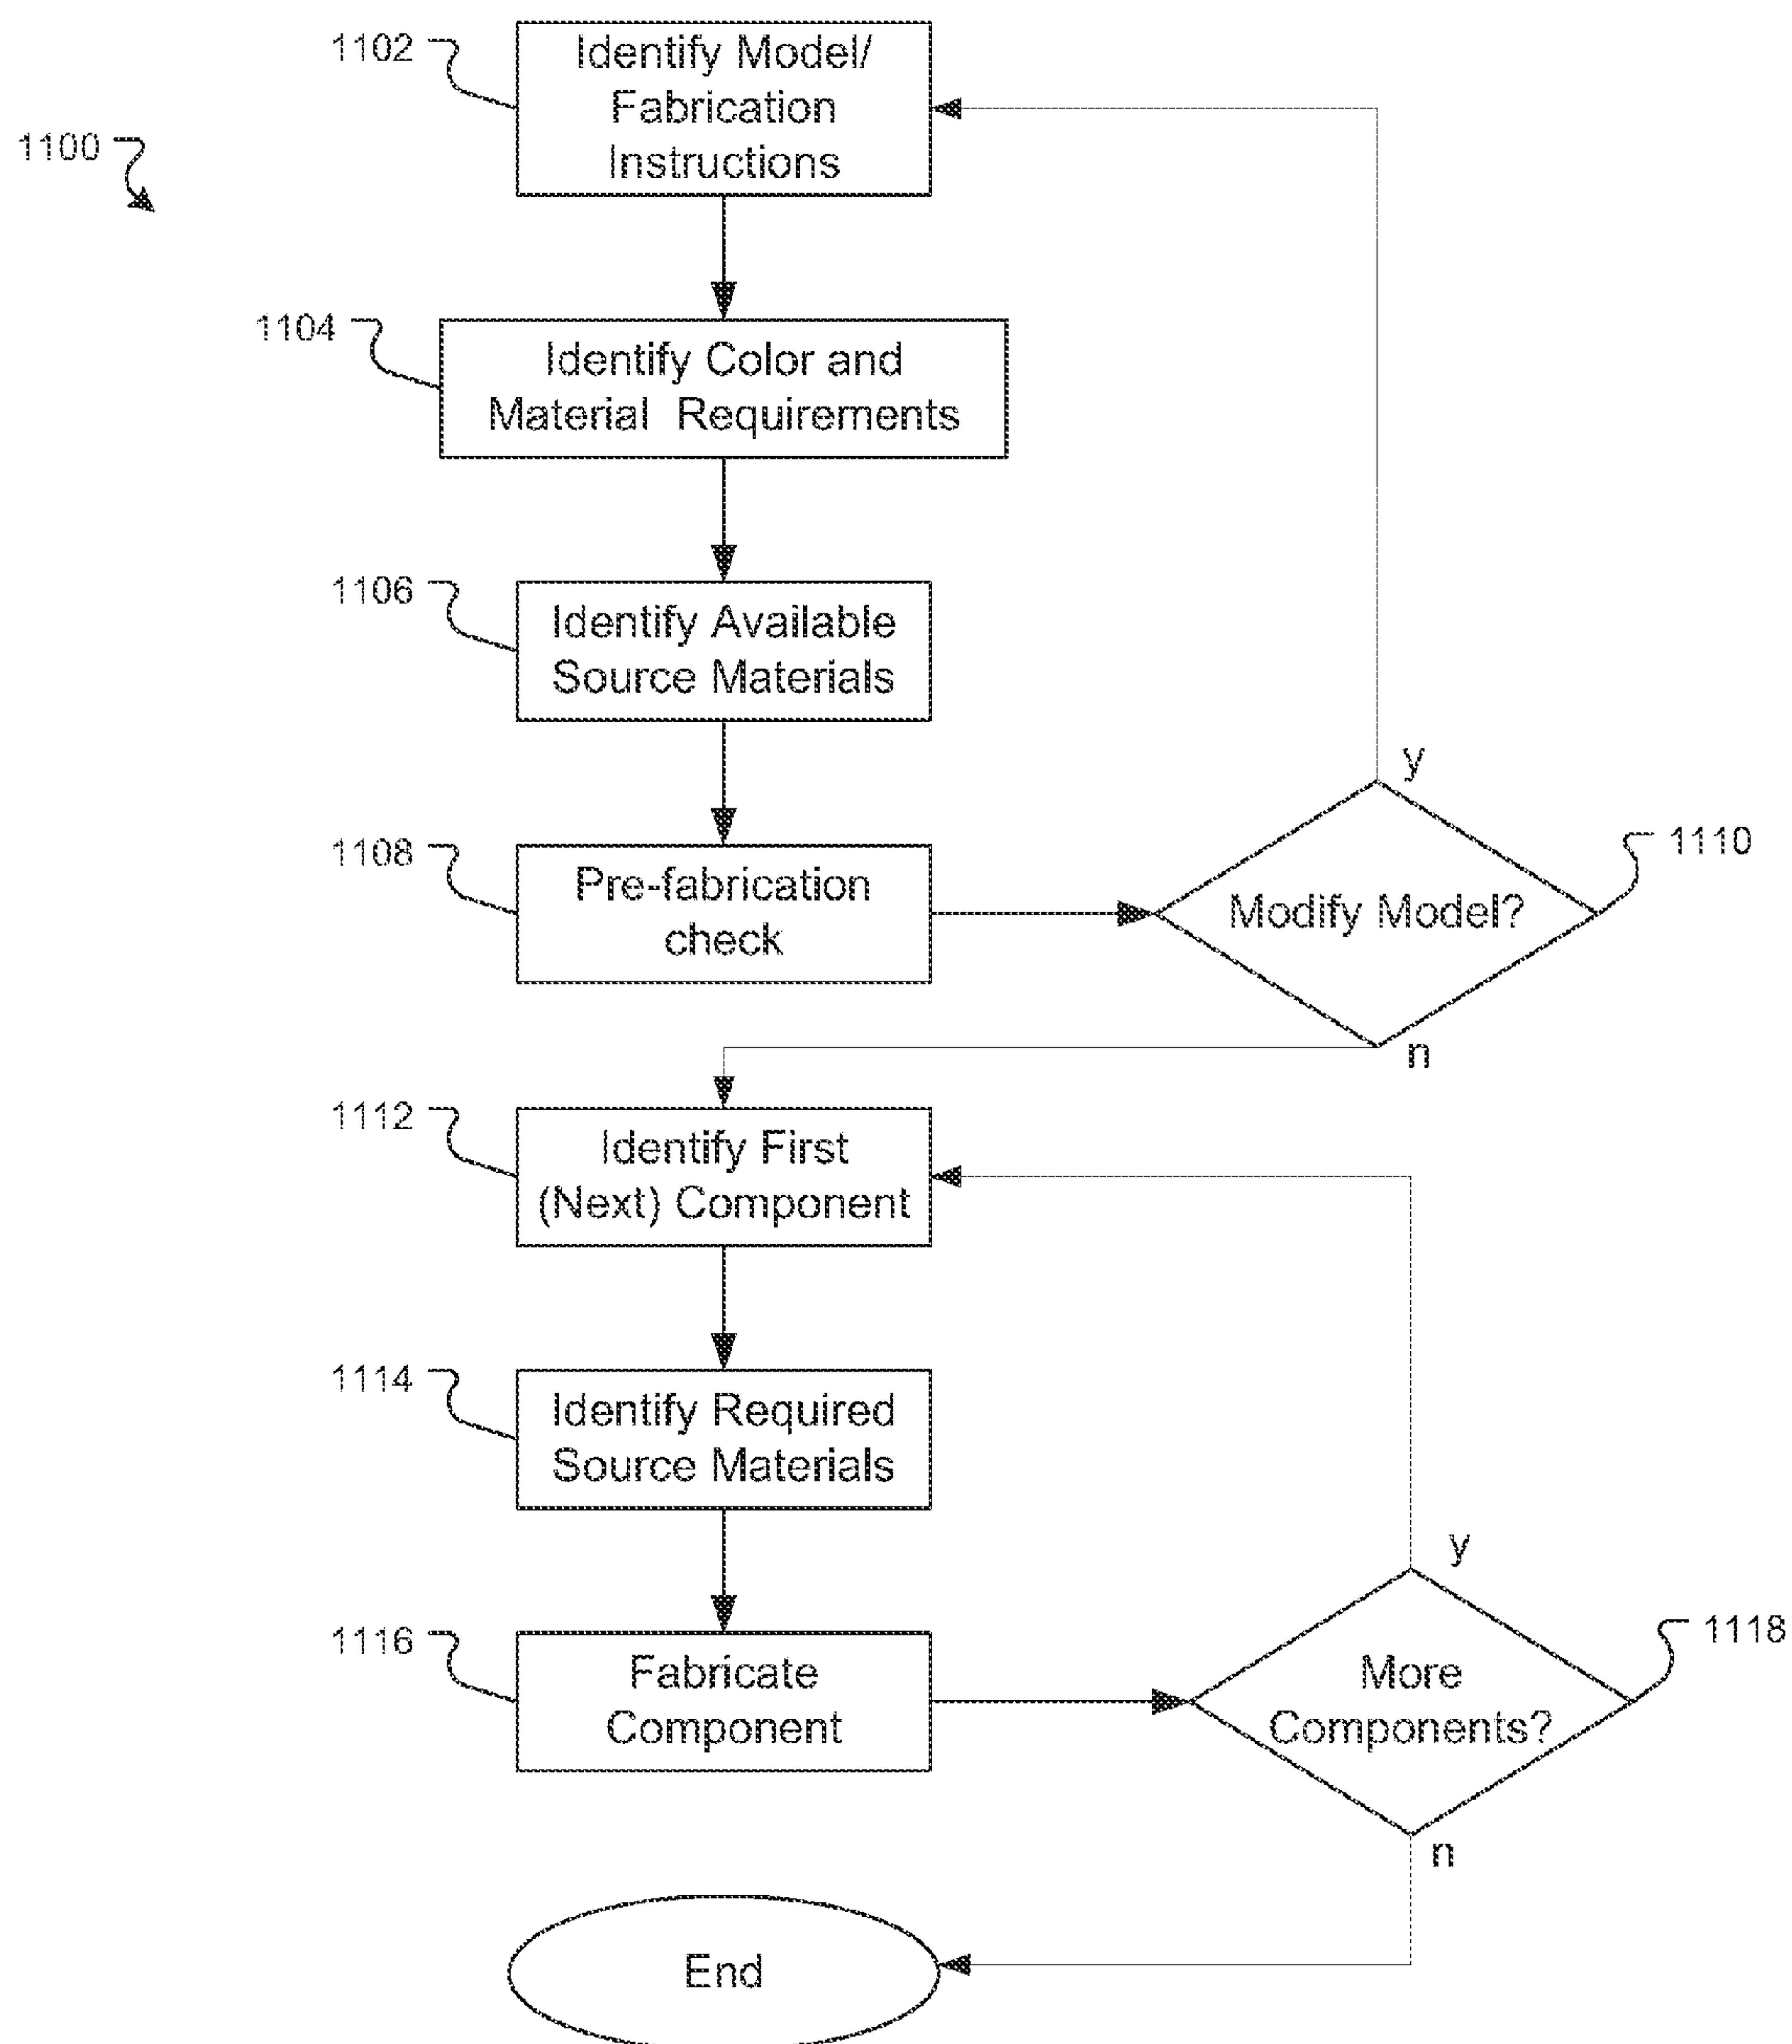 1100
1102
Identify Model/
Fabrication
Instructions
1104
Identify Color and
Material Requirements
1106
Identify Available
Source Materials
1108
Pre-fabrication
check
y
1110
Modify Model?
n
1112
Identify First
(Next) Component
1114
Identify Required
Source Materials
1116
Fabricate
Component
y
1118
More
Components?
n
End